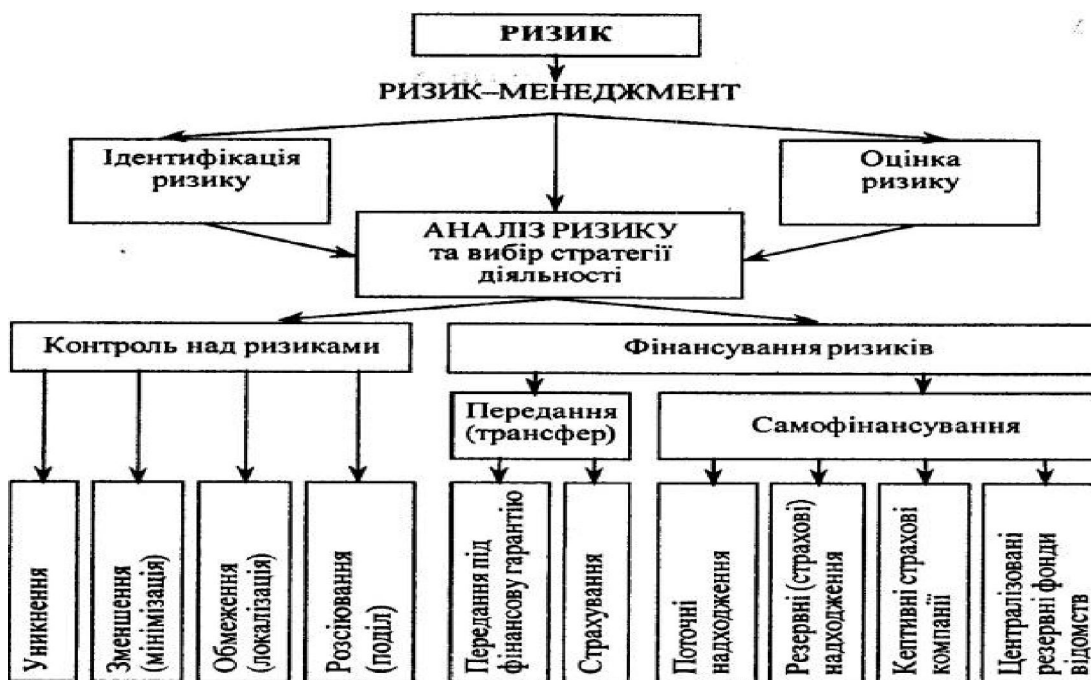 РИЗИК
РИЗИК–МЕНЕДЖМЕНТ
Ідентифікація
ризику
Оцінка
ризику
АНАЛІЗ РИЗИКУ
та вибір стратегії
діяльності
Контроль над ризиками
Фінансування ризиків
Передання
(трансфер)
Самофінансування
Уникнення
Зменшення
(мінімізація)
Обмеження
(локалізація)
Розсіювання
(поділ)
Передання під
фінансову гарантію
Страхування
Поточні
надходження
Резервні (страхові)
надходження
Кептивні страхові
компанії
Централізовані
резервні фонди
відомств